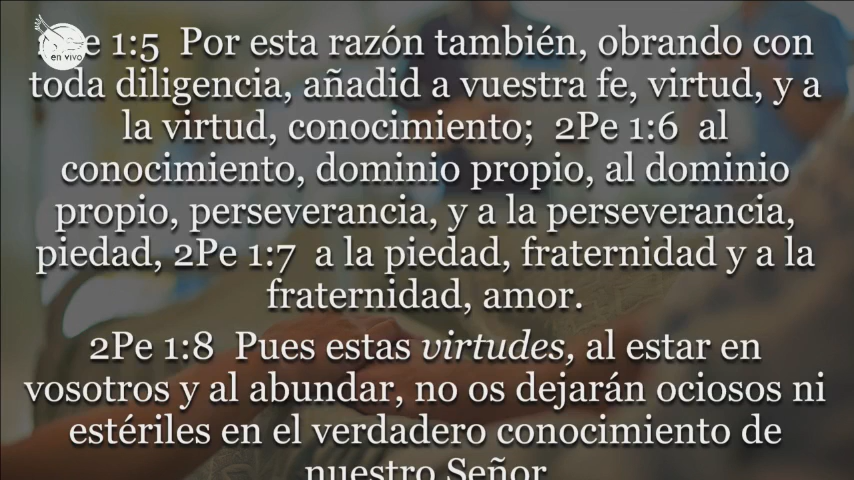 en vivo
e 1:5 Por esta razón también, obrando con
toda diligencia, añadid a vuestra fe, virtud, y a
la virtud, conocimiento; 2Pe 1:6 al
conocimiento, dominio propio, al dominio
propio, perseverancia, y a la perseverancia,
piedad, 2Pe 1:7 a la piedad, fraternidad y a la
fraternidad, amor.
2Pe 1:8 Pues estas virtudes, al estar en
vosotros y al abundar, no os dejarán ociosos ni
estériles en el verdadero conocimiento de
nuestro Señor